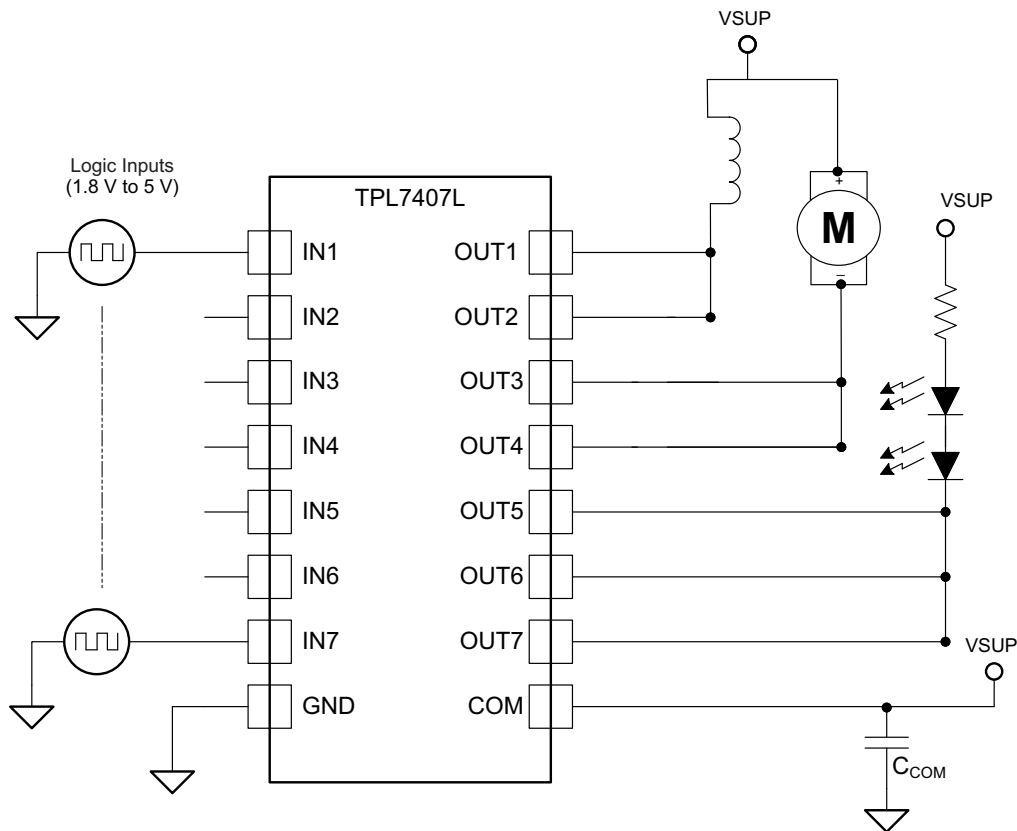 VSUP
Logic Inputs
(1.8 V to 5 V)
TPL7407L
+
M
–
VSUP
IN1
OUT1
IN2
OUT2
IN3
OUT3
IN4
OUT4
IN5
OUT5
IN6
OUT6
IN7
OUT7
VSUP
GND
COM
CCOM